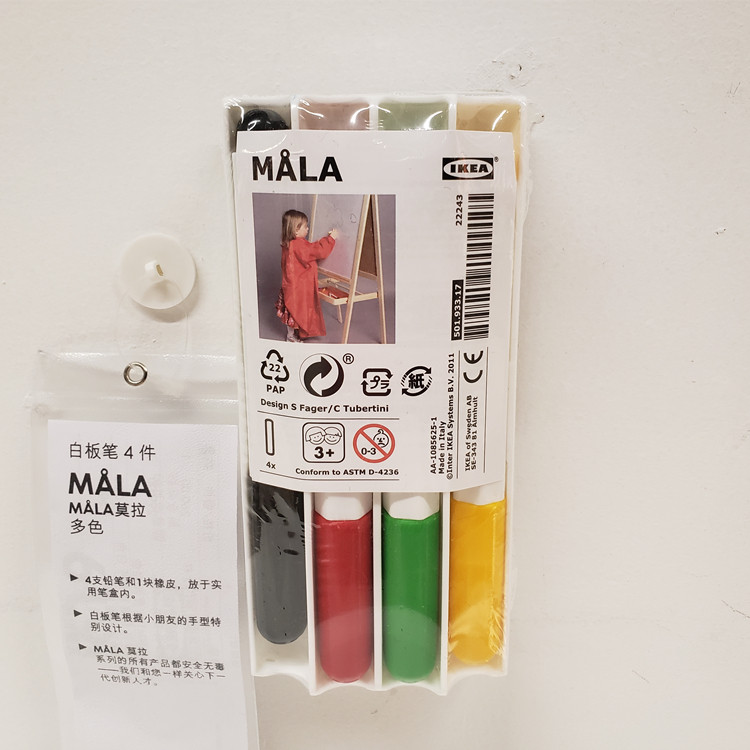 MÅLA
IKEA®
22243
501.933.17
22
PAP
®
プラ
紙
CE
Design S Fager/C Tubertini
4x
3+
0-3
Conform to ASTM D-4236
AA-1085625-1
Made in Italy
©Inter IKEA Systems B.V. 2011
IKEA of Sweden AB
SE-343 81 Älmhult
白板笔 4 件
MÅLA
MÅLA莫拉
多色
▶ 4支铅笔和1块橡皮，放于实
用笔盒内。
▶ 白板笔根据小朋友的手型特
别设计。
▶ MÅLA 莫拉
系列的所有产品都安全无毒
——我们和您一样关心下一
代创新人才。